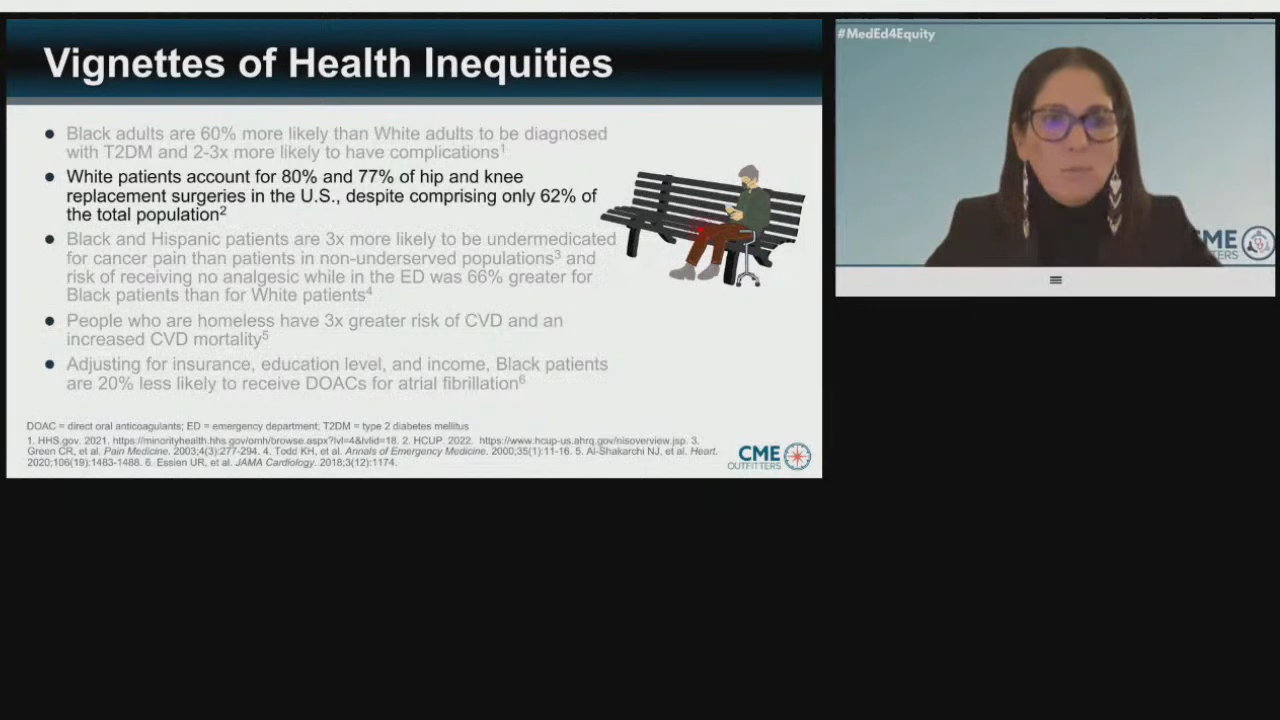 Vignettes of Health Inequities
Black adults are 60% more likely than White adults to be diagnosed
with T2DM and 2-3x more likely to have complications1
White patients account for 80% and 77% of hip and knee
replacement surgeries in the U.S., despite comprising only 62% of
the total population2
Black and Hispanic patients are 3x more likely to be undermedicated
for cancer pain than patients in non-underserved populations3 and
risk of receiving no analgesic while in the ED was 66% greater for
Black patients than for White patients4
People who are homeless have 3x greater risk of CVD and an
increased CVD mortality5
Adjusting for insurance, education level, and income, Black patients
are 20% less likely to receive DOACs for atrial fibrillation6
DOAC = direct oral anticoagulants; ED = emergency department; T2DM = type 2 diabetes mellitus
1. HHS.gov. 2021. https://minorityhealth.hhs.gov/omh/browse.aspx?lvl=4&lvlid=18. 2. HCUP. 2022. https://www.hcup-us.ahrq.gov/nisoverview.jsp. 3.
Green CR, et al. Pain Medicine. 2003;4(3):277-294. 4. Todd KH, et al. Annals of Emergency Medicine. 2000;35(1):11-16. 5. Al-Shakarchi NJ, et al. Heart.
2020;106(19):1483-1488. 6. Essien UR, et al. JAMA Cardiology. 2018;3(12):1174.
CME
OUTFITTERS
#MedEd4Equity
CME